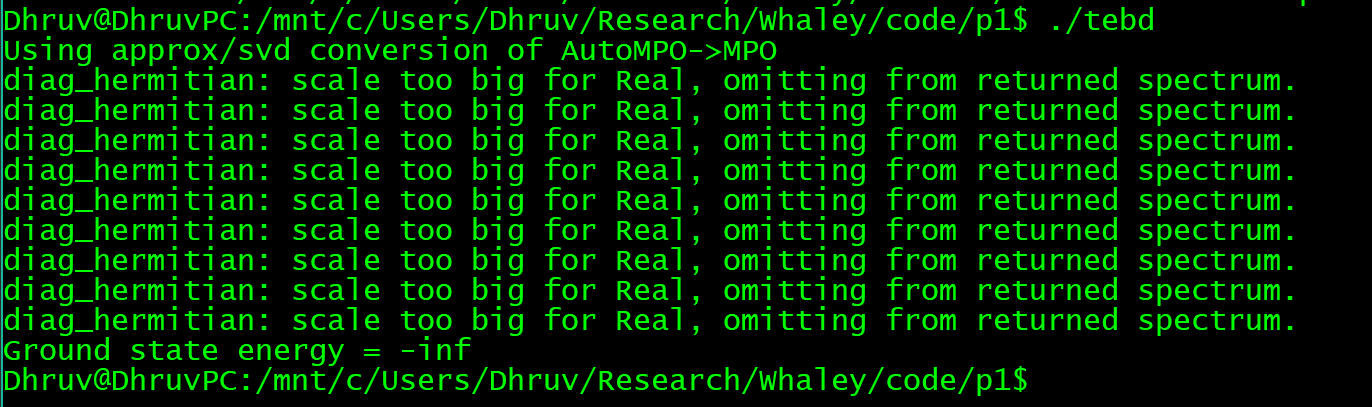 Dhruv@DhruvPC:/mnt/c/Users/Dhruv/Research/Whaley/code/p1$ ./tebd
Using approx/svd conversion of AutoMPO->MPO
diag_hermitian: scale too big for Real, omitting from returned spectrum.
diag_hermitian: scale too big for Real, omitting from returned spectrum.
diag_hermitian: scale too big for Real, omitting from returned spectrum.
diag_hermitian: scale too big for Real, omitting from returned spectrum.
diag_hermitian: scale too big for Real, omitting from returned spectrum.
diag_hermitian: scale too big for Real, omitting from returned spectrum.
diag_hermitian: scale too big for Real, omitting from returned spectrum.
diag_hermitian: scale too big for Real, omitting from returned spectrum.
diag_hermitian: scale too big for Real, omitting from returned spectrum.
Ground state energy = -inf
Dhruv@DhruvPC:/mnt/c/Users/Dhruv/Research/Whaley/code/p1$